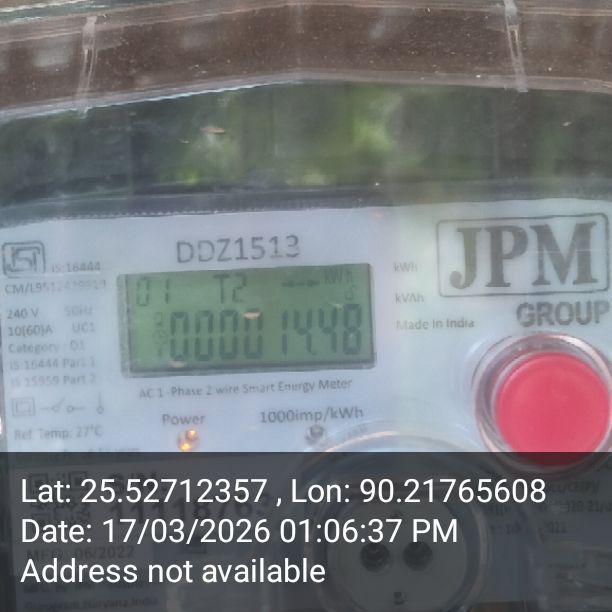 DDZ1513
JPM
GROUP
IS:16444
CM/L
240 V 50Hz
10(60)A UC1
Category : D1
IS 16444 Part 1
IS 15959 Part 2
Ref. Temp: 27°C
01 T2 kWh
00001448
kWh
kVAh
Made In India
AC 1- Phase 2 wire Smart Energy Meter
Power 1000imp/kWh
Lat: 25.52712357 , Lon: 90.21765608
Date: 17/03/2026 01:06:37 PM
Address not available
06/2022